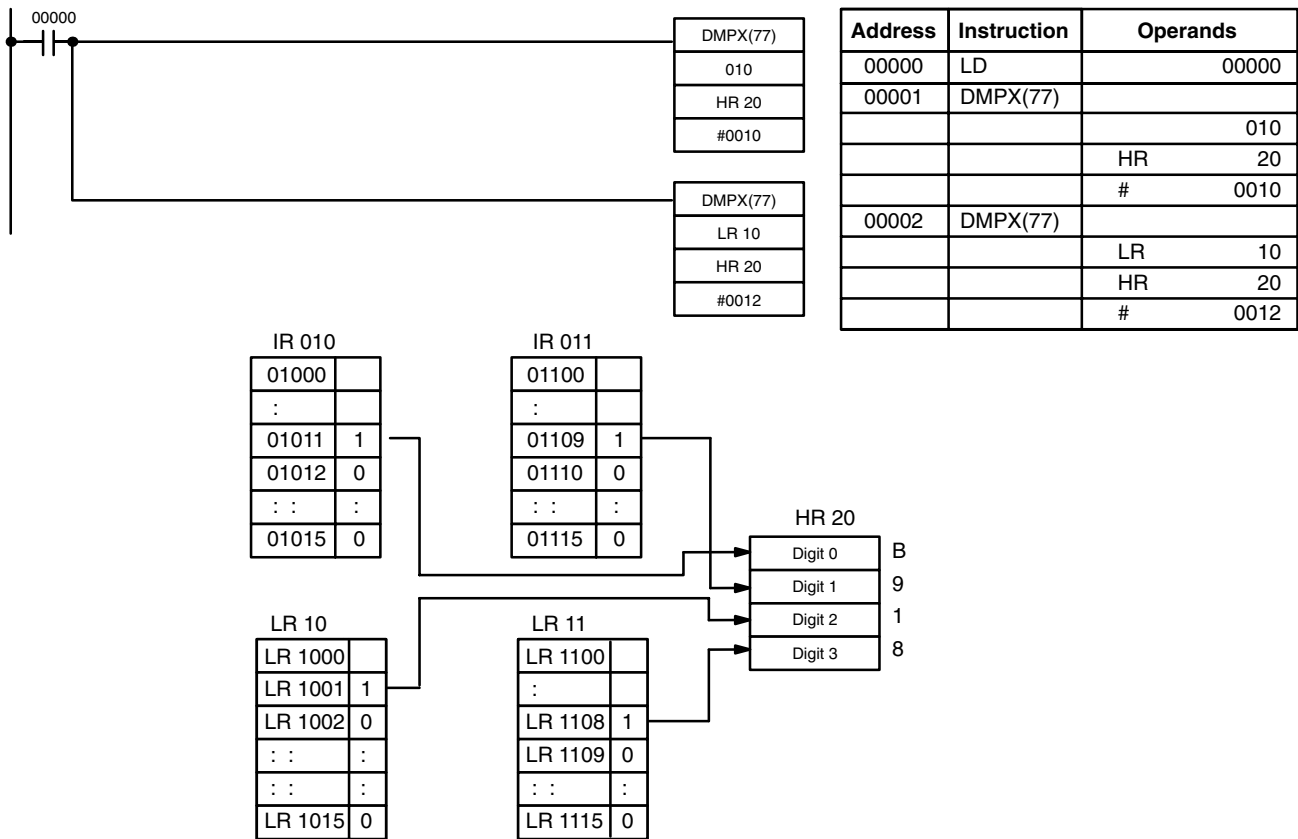 00000
DMPX(77)
010
HR 20
#0010
DMPX(77)
LR 10
HR 20
#0012
Address Instruction Operands
00000 LD 00000
00001 DMPX(77)
010
HR 20
# 0010
00002 DMPX(77)
LR 10
HR 20
# 0012
IR 010
01000
:
01011 1
01012 0
: : :
01015 0
IR 011
01100
:
01109 1
01110 0
: : :
01115 0
HR 20
Digit 0 B
Digit 1 9
Digit 2 1
Digit 3 8
LR 10
LR 1000
LR 1001 1
LR 1002 0
: : :
: : :
LR 1015 0
LR 11
LR 1100
:
LR 1108 1
LR 1109 0
: : :
LR 1115 0